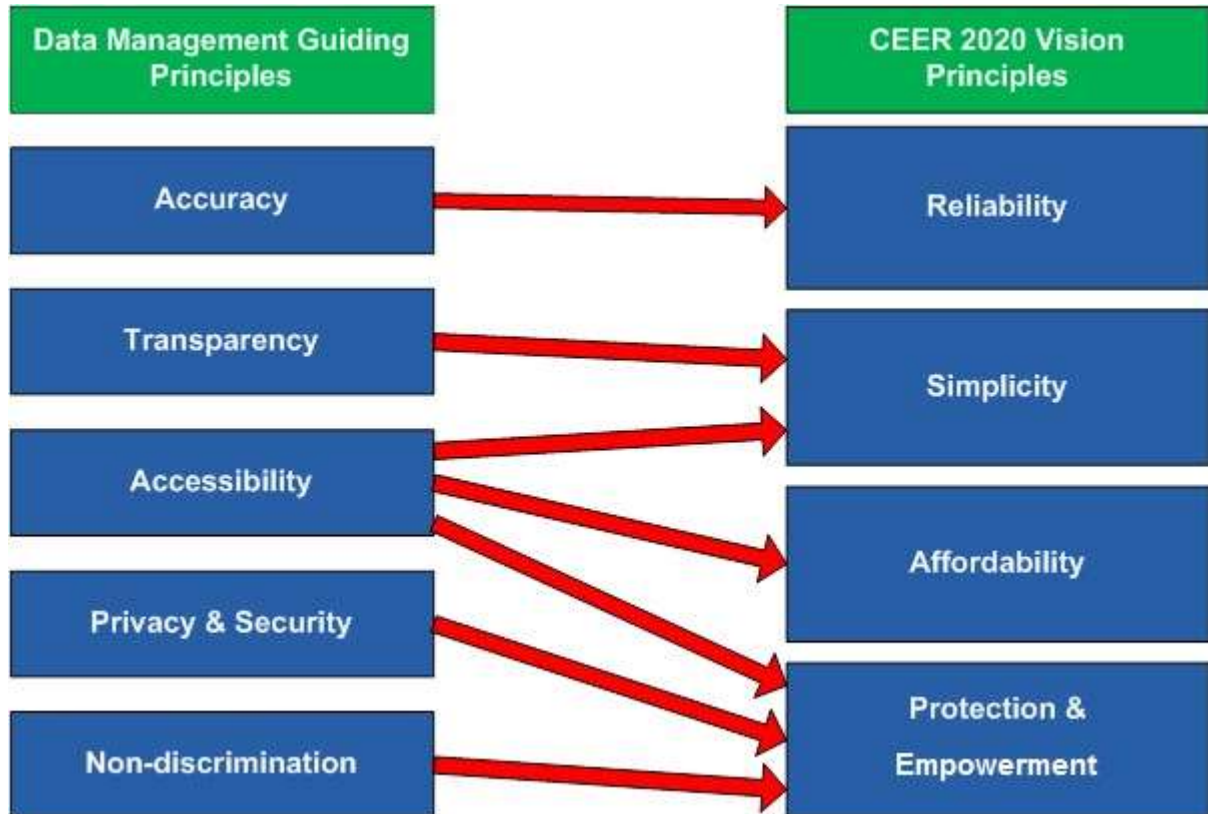 Data Management Guiding
Principles
Accuracy
Transparency
Accessibility
Privacy & Security
Non-discrimination
CEER 2020 Vision
Principles
Reliability
Simplicity
Affordability
Protection &
Empowerment